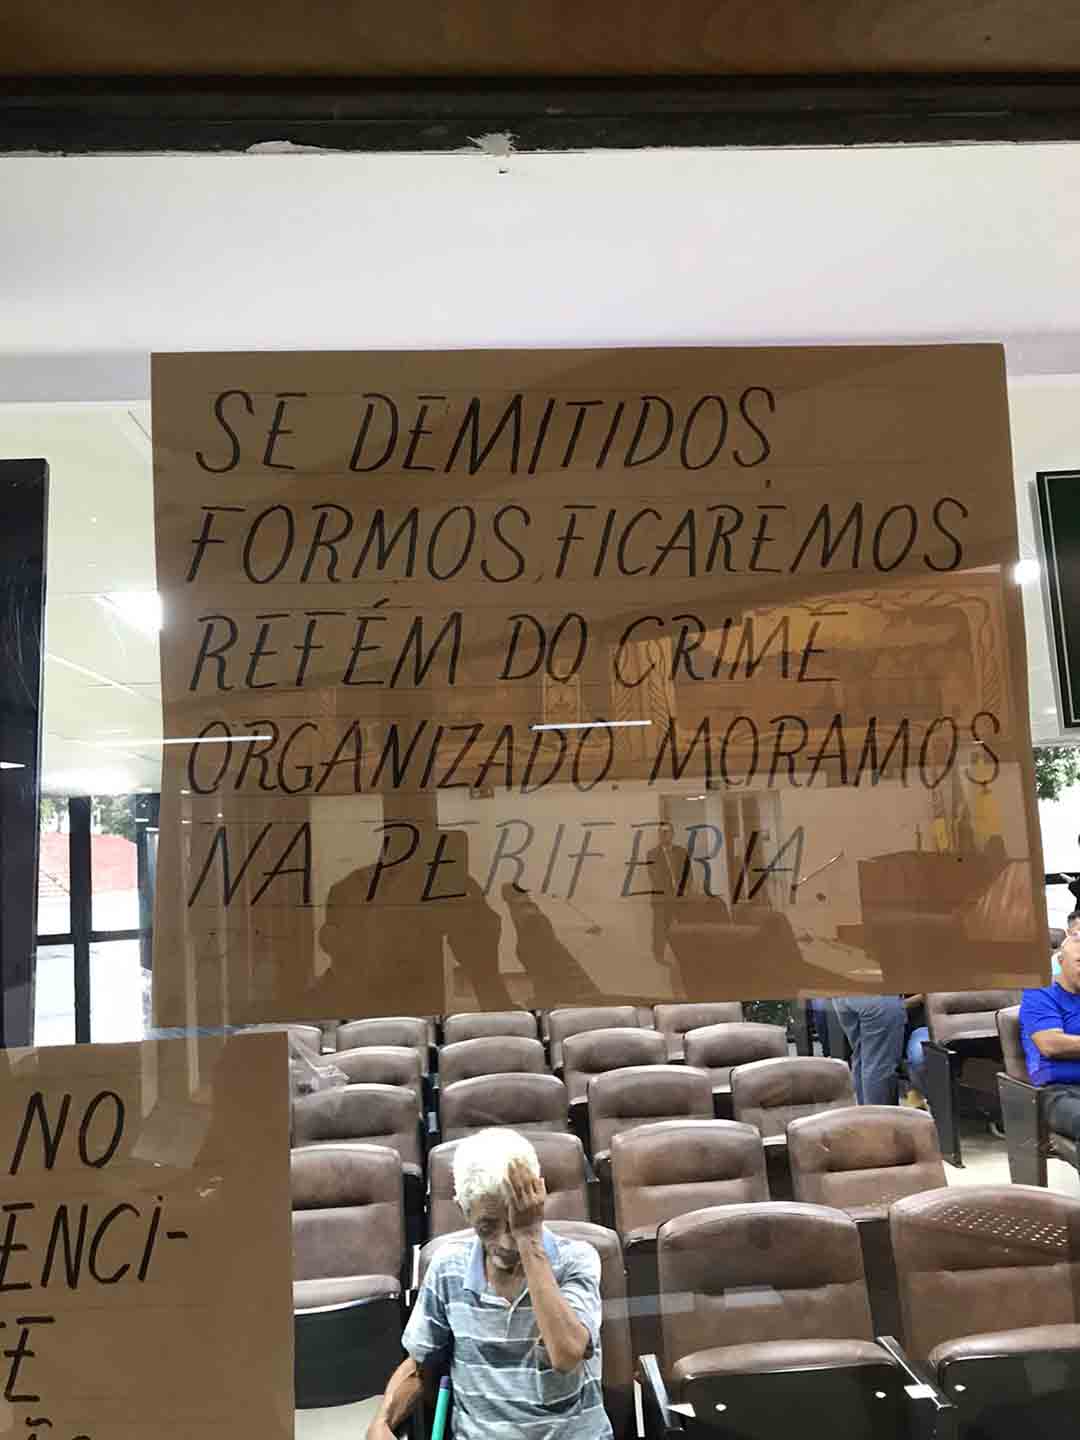 SE DEMITIDOS
FORMOS, FICAREMOS
REFÉM DO CRIME
ORGANIZADO. MORAMOS
NA PERIFERIA.
NO
ENCI-
E